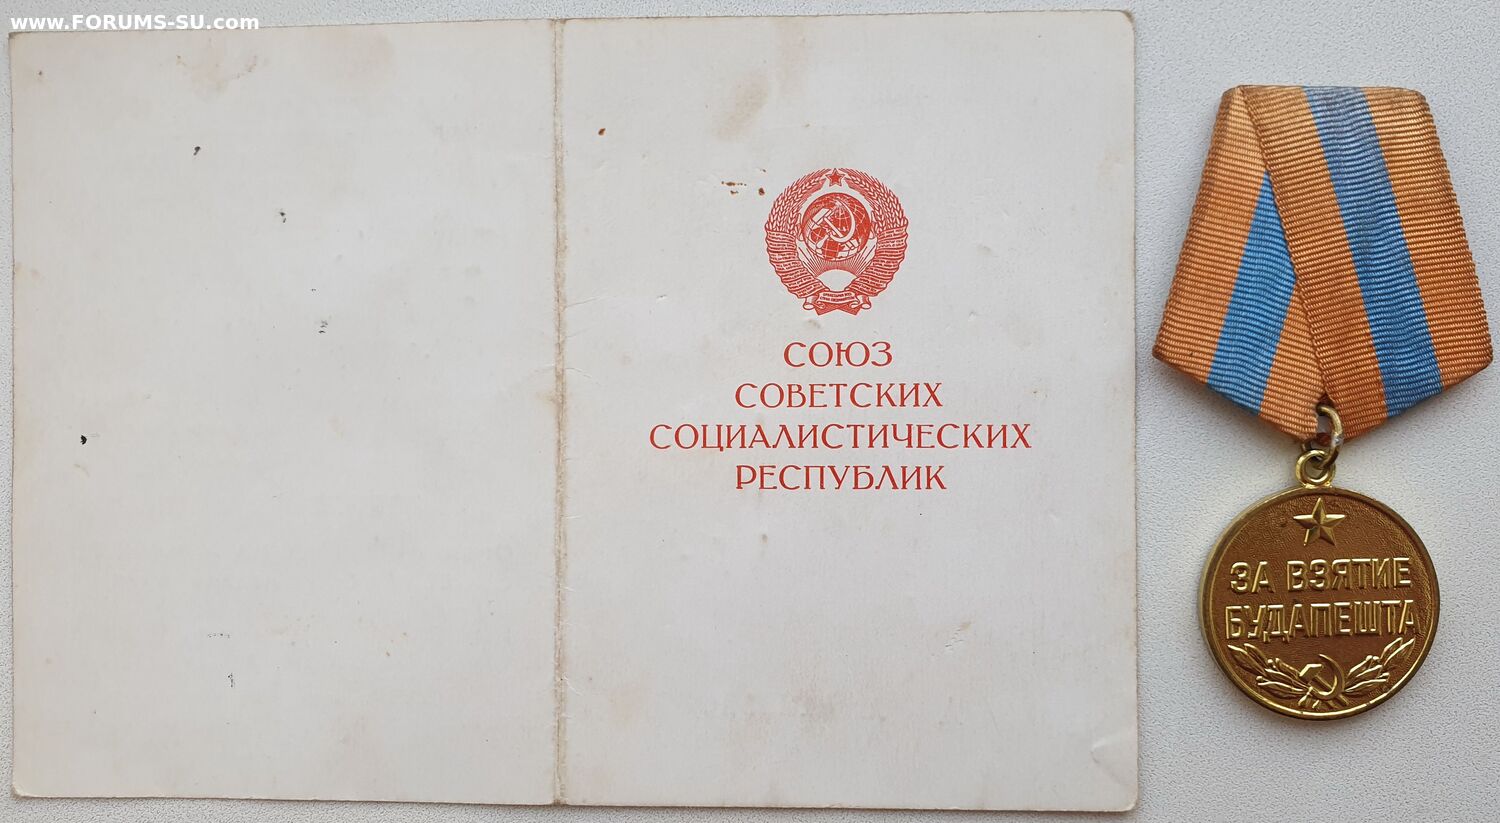 www.FORUMS-SU.com
СОЮЗ
СОВЕТСКИХ
СОЦИАЛИСТИЧЕСКИХ
РЕСПУБЛИК
ЗА ВЗЯТИЕ
БУДАПЕШТА